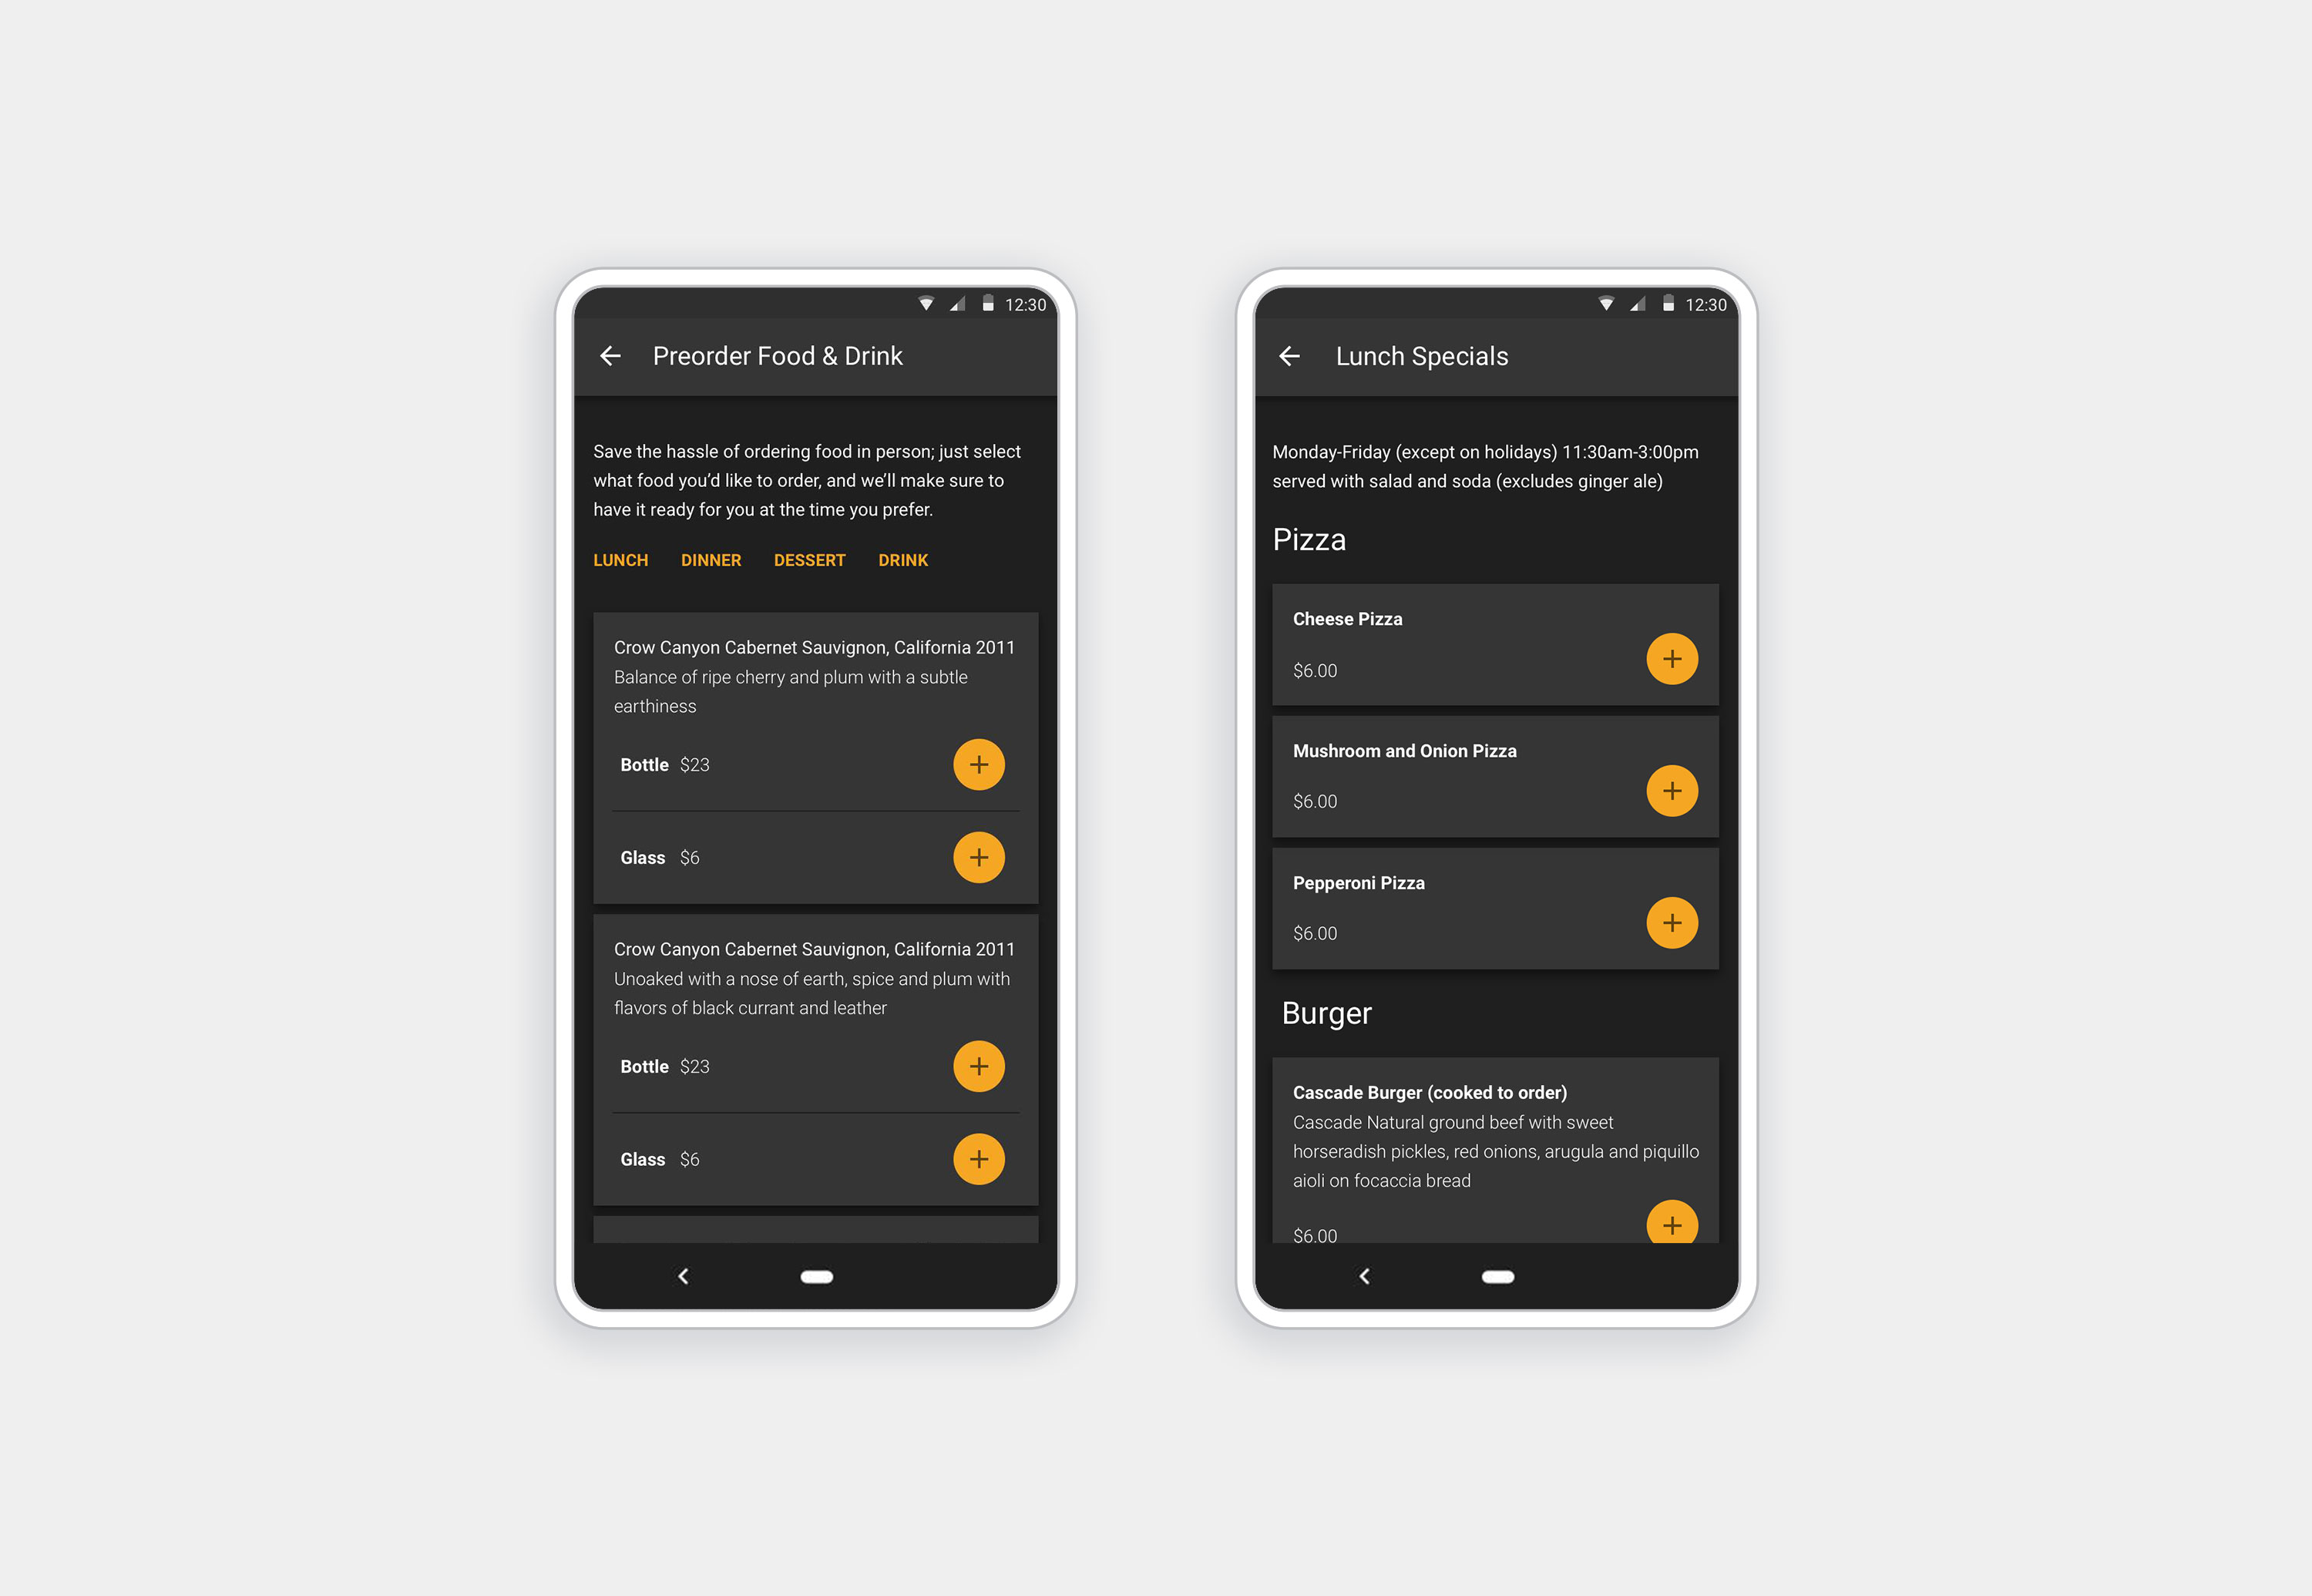 12:30
Preorder Food & Drink
Save the hassle of ordering food in person; just select
what food you’d like to order, and we’ll make sure to
have it ready for you at the time you prefer.
LUNCH DINNER DESSERT DRINK
Crow Canyon Cabernet Sauvignon, California 2011
Balance of ripe cherry and plum with a subtle
earthiness
Bottle $23
Glass $6
Crow Canyon Cabernet Sauvignon, California 2011
Unoaked with a nose of earth, spice and plum with
flavors of black currant and leather
Bottle $23
Glass $6
12:30
Lunch Specials
Monday-Friday (except on holidays) 11:30am-3:00pm
served with salad and soda (excludes ginger ale)
Pizza
Cheese Pizza
$6.00
Mushroom and Onion Pizza
$6.00
Pepperoni Pizza
$6.00
Burger
Cascade Burger (cooked to order)
Cascade Natural ground beef with sweet
horseradish pickles, red onions, arugula and piquillo
aioli on focaccia bread
$6.00